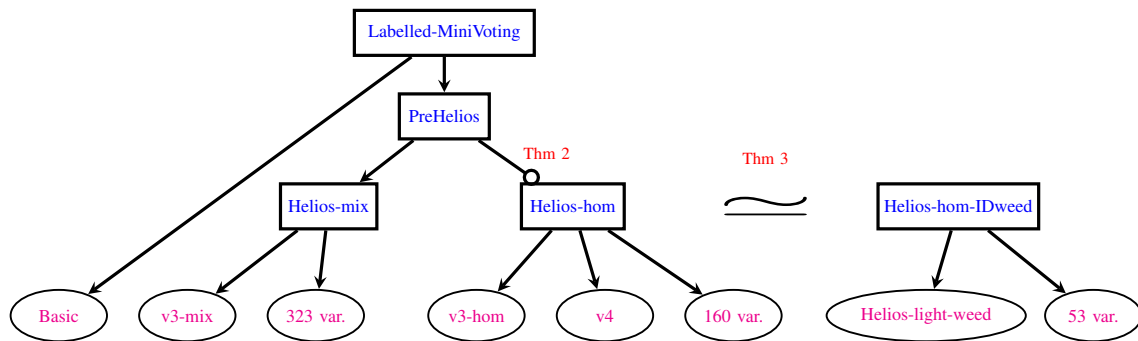 Labelled-MiniVoting
PreHelios
Thm 2
Thm 3
Helios-mix
Helios-hom
Helios-hom-IDweed
Basic
v3-mix
323 var.
v3-hom
v4
160 var.
Helios-light-weed
53 var.